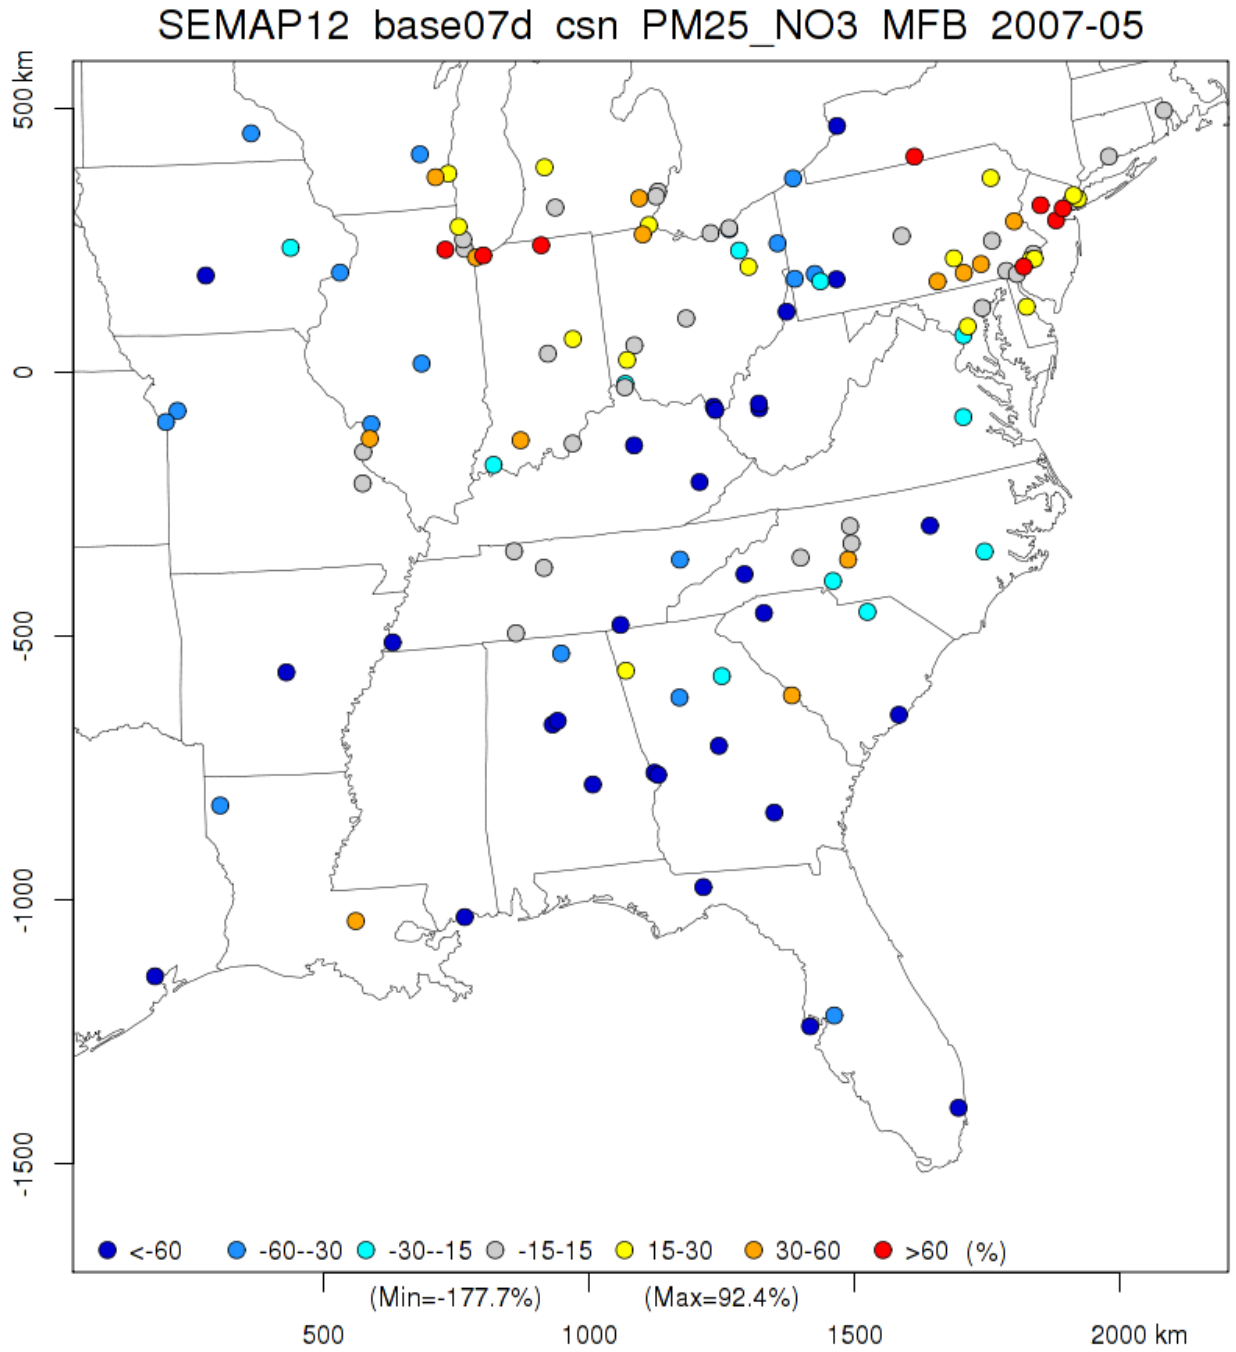 SEMAP12 base07d csn PM25_NO3 MFB 2007-05
500 km
0
-500
-1000
-1500
<-60 -60--30 -30--15 -15-15 15-30 30-60 >60 (%)
(Min=-177.7%) (Max=92.4%)
500 1000 1500 2000 km